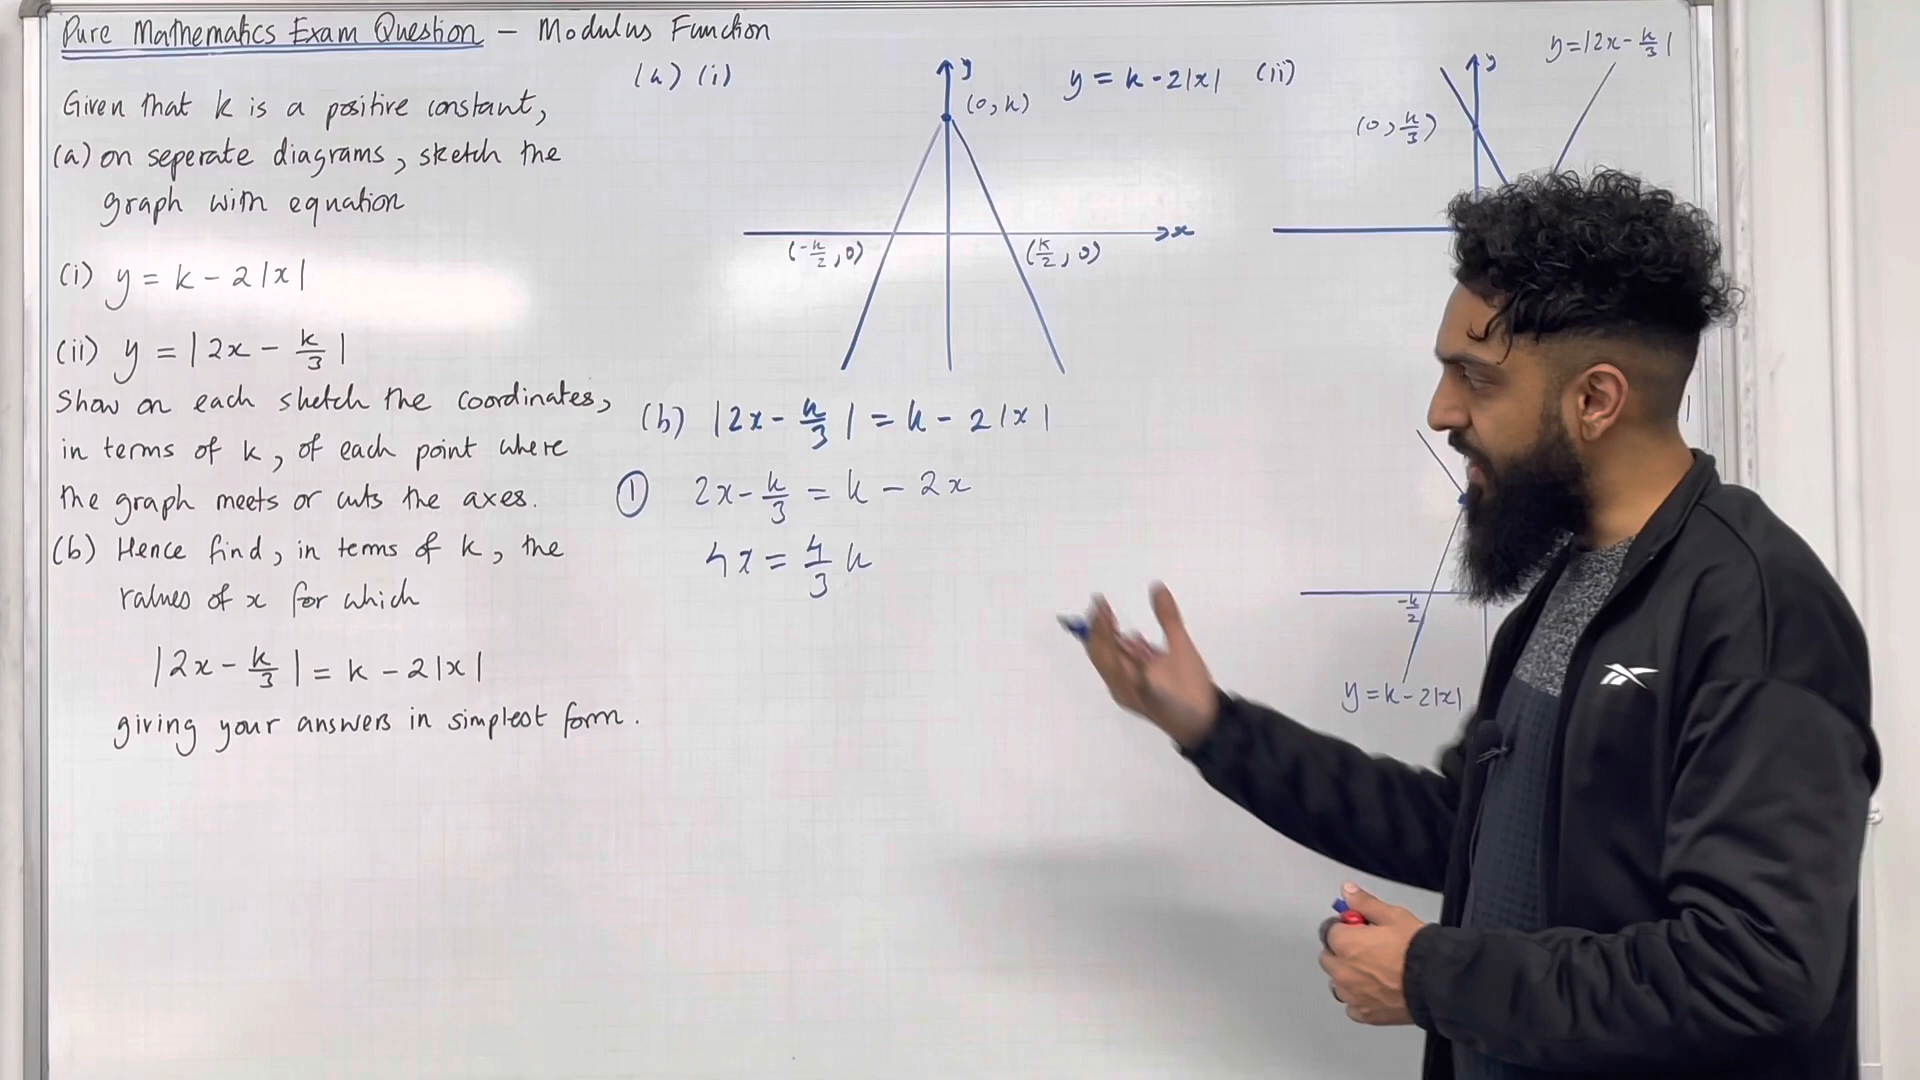 Pure Mathematics Exam Question - Modulus Function
Given that k is a positive constant,
(a) on seperate diagrams, sketch the
graph with equation
(i) y = k - 2|x|
(ii) y = |2x - k/3|
Show on each sketch the coordinates,
in terms of k, of each point where
the graph meets or cuts the axes.
(b) Hence find, in terms of k, the
values of x for which
|2x - k/3| = k - 2|x|
giving your answers in simplest form.
(a) (i)
y
(0, k)
y = k - 2|x|
x
(-k/2, 0)
(k/2, 0)
(ii)
y
y = |2x - k/3|
(0, k/3)
(b) |2x - k/3| = k - 2|x|
① 2x - k/3 = k - 2x
4x = 4/3 k
-k/2
y = k - 2|x|